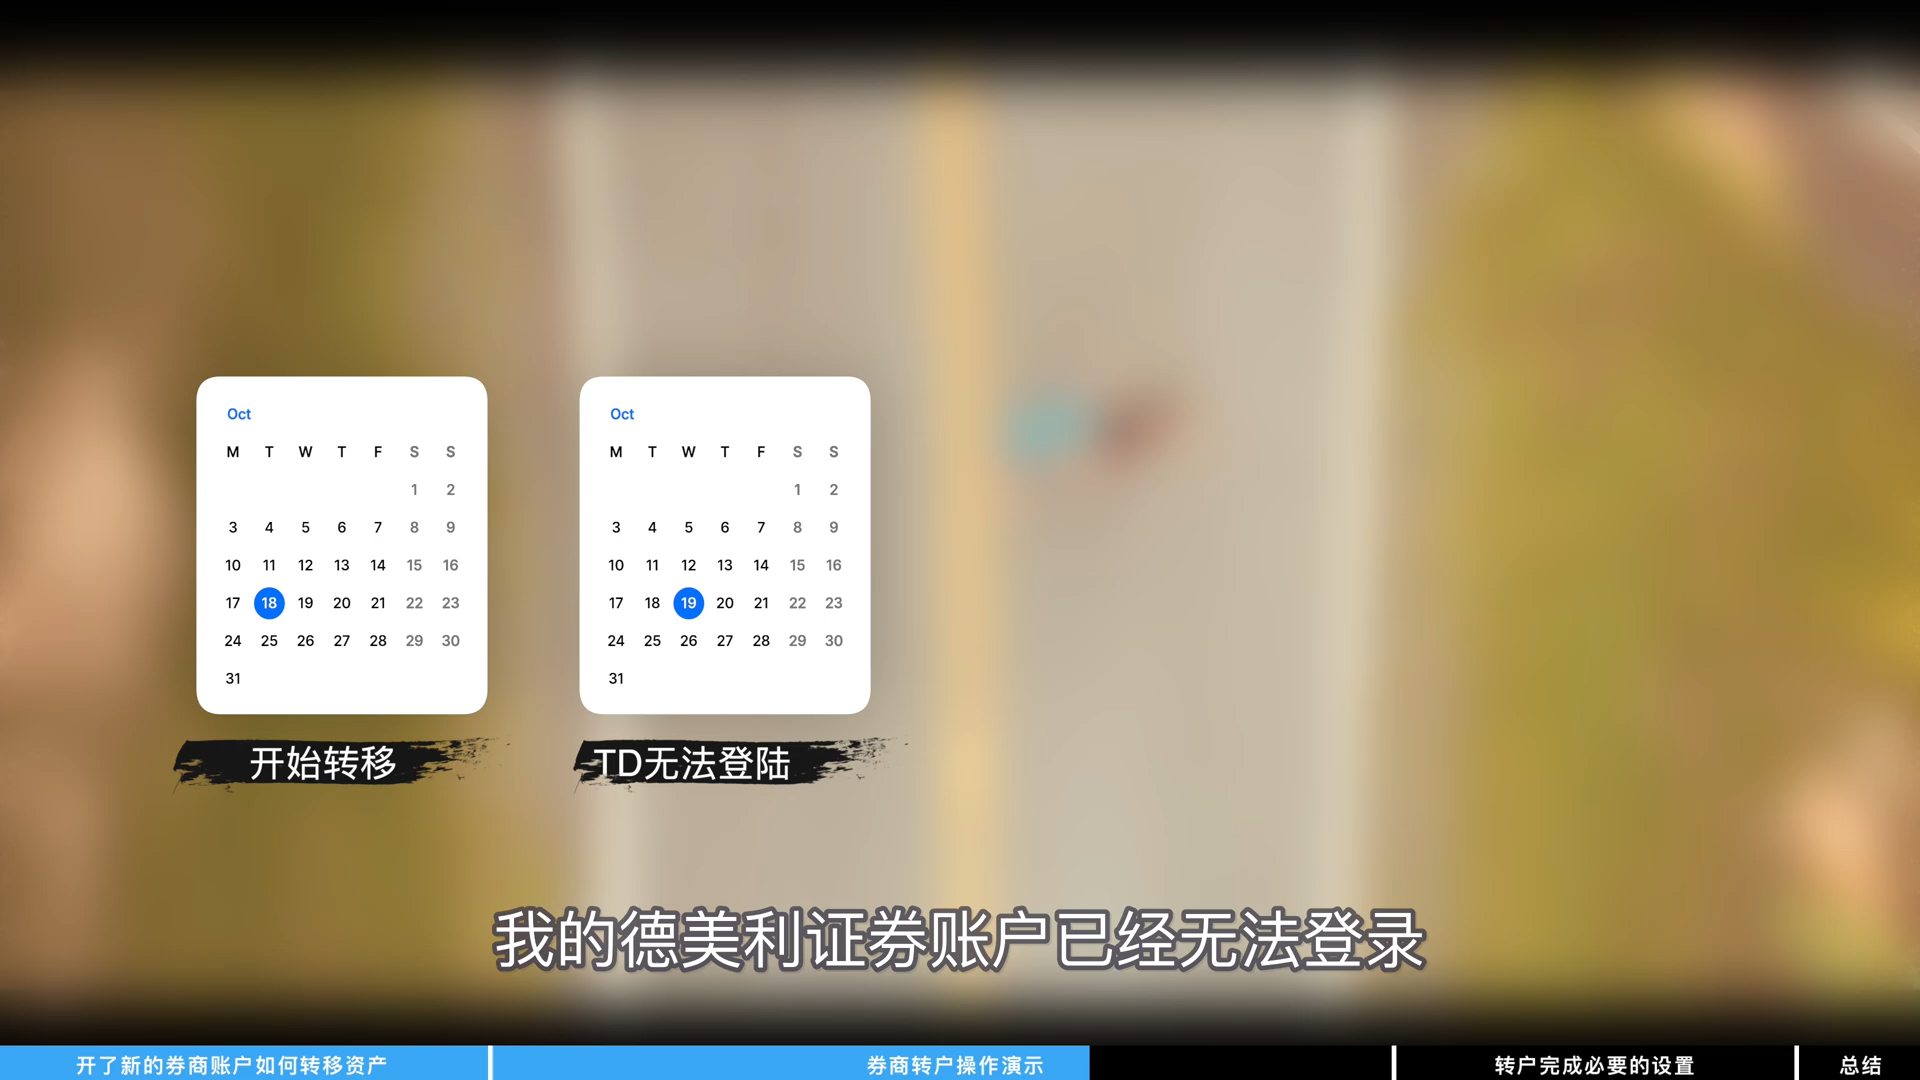 Oct
M T W T F S S
1 2
3 4 5 6 7 8 9
10 11 12 13 14 15 16
17 18 19 20 21 22 23
24 25 26 27 28 29 30
31
开始转移
Oct
M T W T F S S
1 2
3 4 5 6 7 8 9
10 11 12 13 14 15 16
17 18 19 20 21 22 23
24 25 26 27 28 29 30
31
TD无法登陆
我的德美利证券账户已经无法登录
开了新的券商账户如何转移资产
券商转户操作演示
转户完成必要的设置
总结